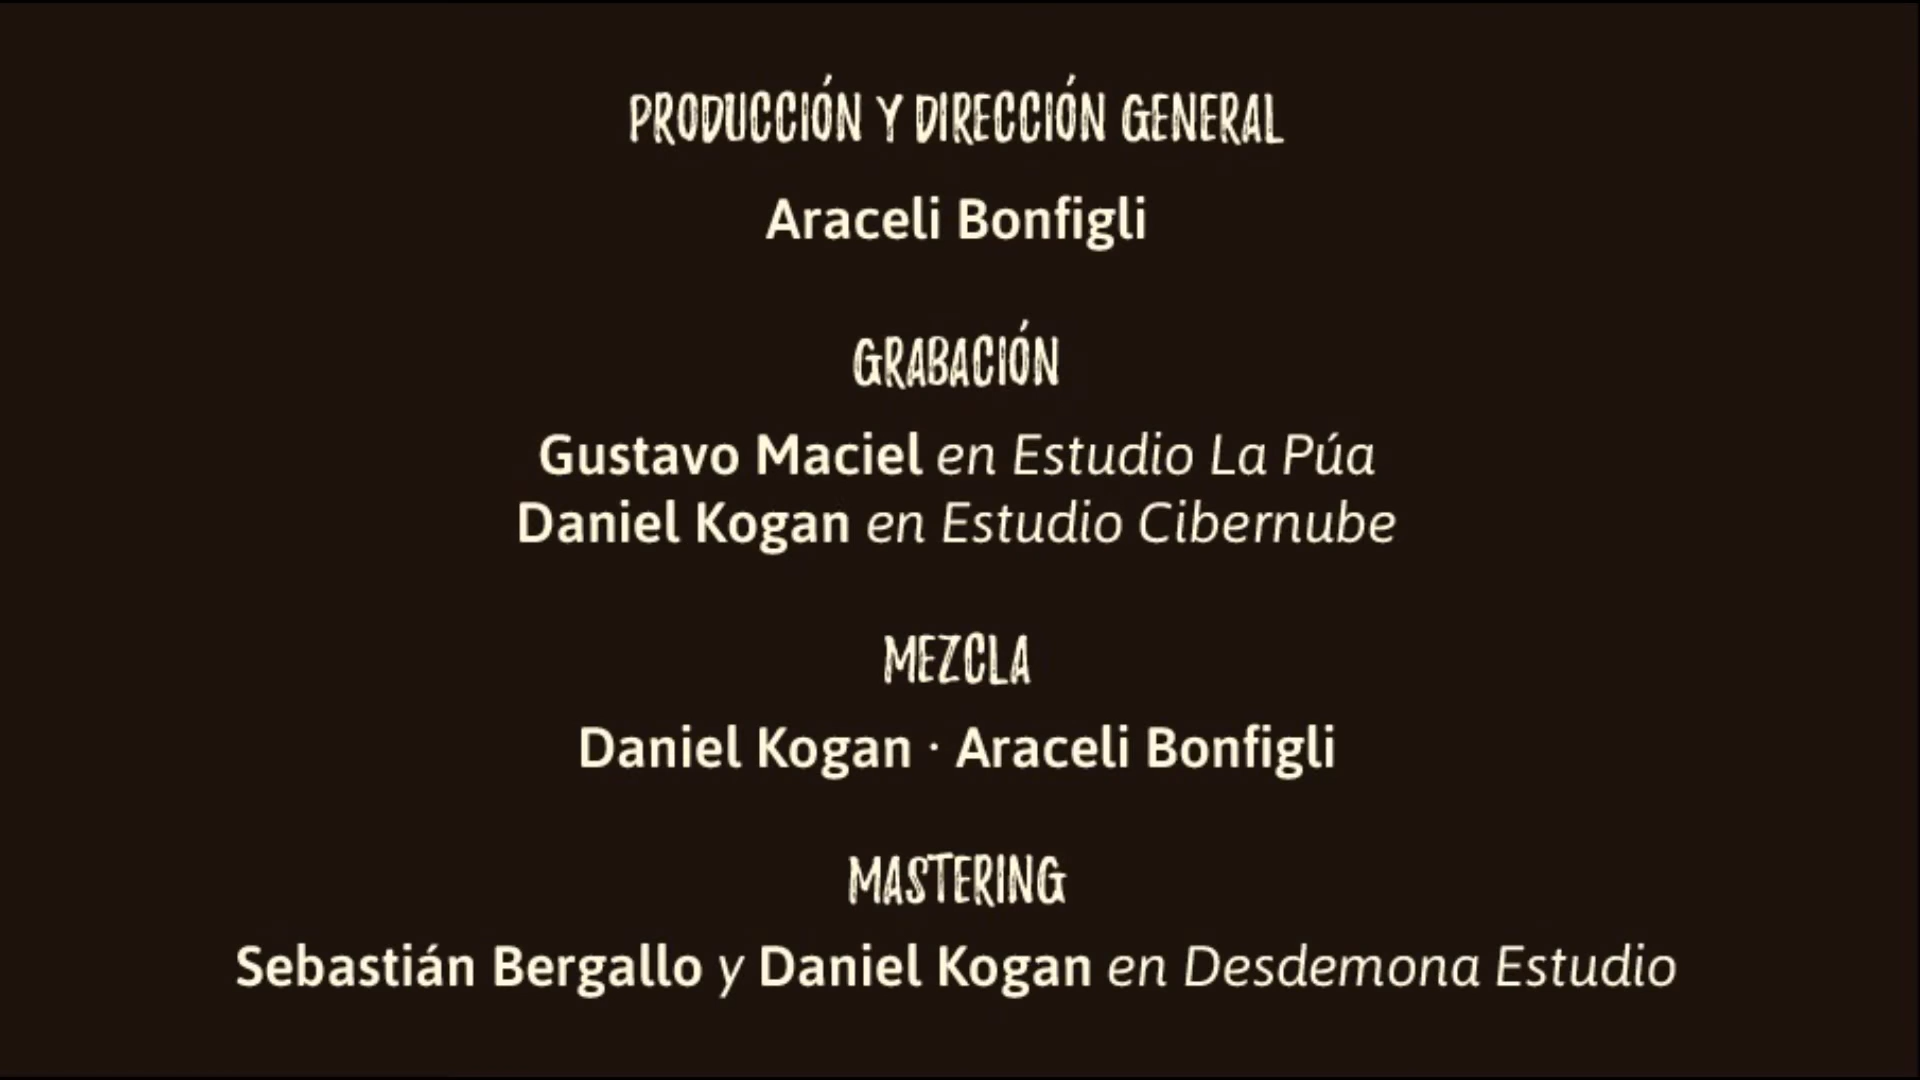 PRODUCCIÓN Y DIRECCIÓN GENERAL
Araceli Bonfigli
GRABACIÓN
Gustavo Maciel en Estudio La Púa
Daniel Kogan en Estudio Cibernube
MEZCLA
Daniel Kogan · Araceli Bonfigli
MASTERING
Sebastián Bergallo y Daniel Kogan en Desdemona Estudio